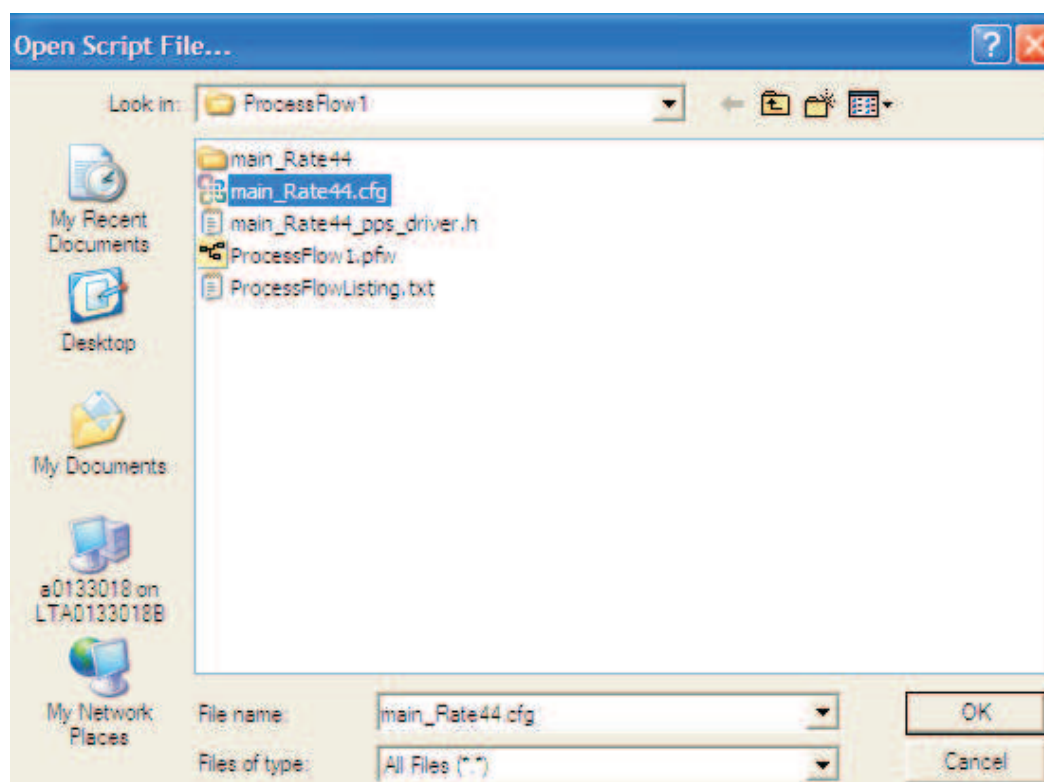 Open Script File...
Look in: ProcessFlow1
main_Rate44
main_Rate44.cfg
main_Rate44_pps_driver.h
ProcessFlow1.pfw
ProcessFlowListing.txt
My Recent
Documents
Desktop
My Documents
a0133018 on
LTA0133018B
My Network
Places
File name: main_Rate44.cfg OK
Files of type: All Files (*.*) Cancel